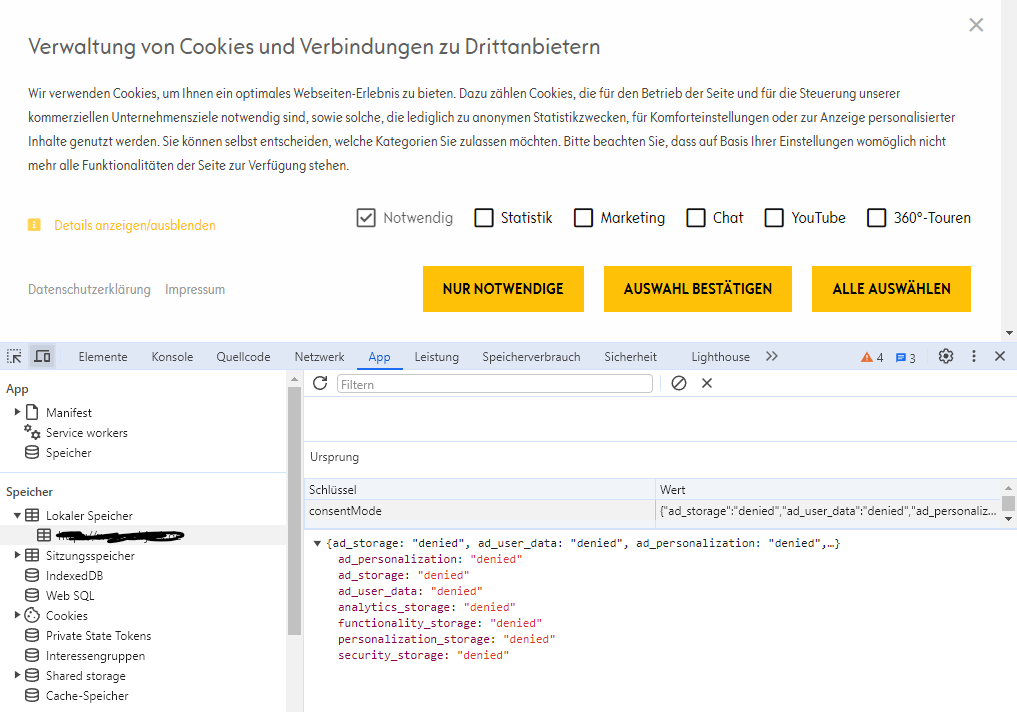 Verwaltung von Cookies und Verbindungen zu Drittanbietern
Wir verwenden Cookies, um Ihnen ein optimales Webseiten-Erlebnis zu bieten. Dazu zählen Cookies, die für den Betrieb der Seite und für die Steuerung unserer
kommerziellen Unternehmensziele notwendig sind, sowie solche, die lediglich zu anonymen Statistikzwecken, für Komforteinstellungen oder zur Anzeige personalisierter
Inhalte genutzt werden. Sie können selbst entscheiden, welche Kategorien Sie zulassen möchten. Bitte beachten Sie, dass auf Basis Ihrer Einstellungen womöglich nicht
mehr alle Funktionalitäten der Seite zur Verfügung stehen.
Details anzeigen/ausblenden
Notwendig Statistik Marketing Chat YouTube 360°-Touren
Datenschutzerklärung Impressum
NUR NOTWENDIGE AUSWAHL BESTÄTIGEN ALLE AUSWÄHLEN
Elemente Konsole Quellcode Netzwerk App Leistung Speicherverbrauch Sicherheit Lighthouse 4 3
App
Manifest
Service workers
Speicher
Speicher
Lokaler Speicher
Sitzungsspeicher
IndexedDB
Web SQL
Cookies
Private State Tokens
Interessengruppen
Shared storage
Cache-Speicher
Filtern
Ursprung
Schlüssel Wert
consentMode {"ad_storage":"denied","ad_user_data":"denied","ad_personaliz...
{ad_storage: "denied", ad_user_data: "denied", ad_personalization: "denied",…}
ad_personalization: "denied"
ad_storage: "denied"
ad_user_data: "denied"
analytics_storage: "denied"
functionality_storage: "denied"
personalization_storage: "denied"
security_storage: "denied"